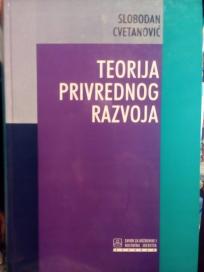 SLOBODAN
CVETANOVIĆ
TEORIJA
PRIVREDNOG
RAZVOJA